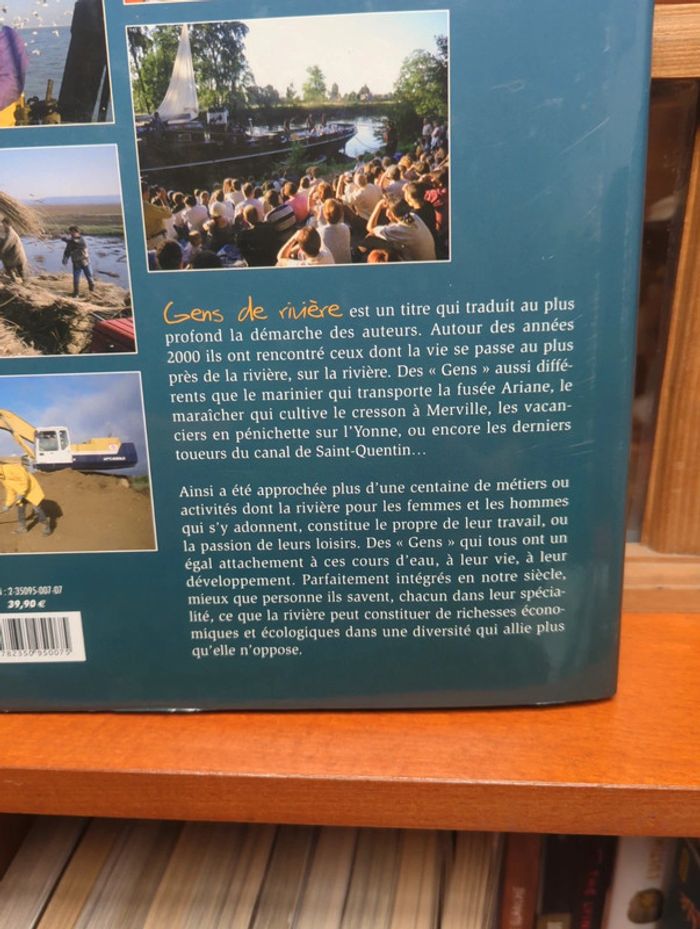 Gens de rivière est un titre qui traduit au plus
profond la démarche des auteurs. Autour des années
2000 ils ont rencontré ceux dont la vie se passe au plus
près de la rivière, sur la rivière. Des « Gens » aussi diffé-
rents que le marinier qui transporte la fusée Ariane, le
maraîcher qui cultive le cresson à Merville, les vacan-
ciers en pénichette sur l'Yonne, ou encore les derniers
toueurs du canal de Saint-Quentin...
Ainsi a été approchée plus d'une centaine de métiers ou
activités dont la rivière pour les femmes et les hommes
qui s'y adonnent, constitue le propre de leur travail, ou
la passion de leurs loisirs. Des « Gens » qui tous ont un
égal attachement à ces cours d'eau, à leur vie, à leur
développement. Parfaitement intégrés en notre siècle,
mieux que personne ils savent, chacun dans leur spécia-
lité, ce que la rivière peut constituer de richesses écono-
miques et écologiques dans une diversité qui allie plus
qu'elle n'oppose.
: 2-35095-007-07
39,90 €
782350 950075